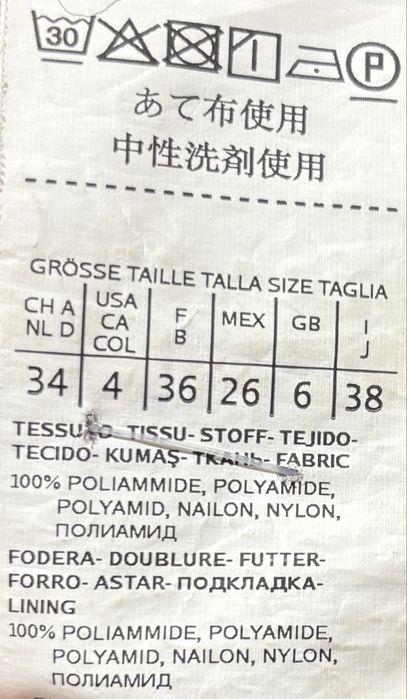 30
P
あて布使用
中性洗剤使用
GRÖSSE TAILLE TALLA SIZE TAGLIA
CH A NL D
USA CA COL
F B
MEX
GB
I J
34 4 36 26 6 38
TESSUTO- TISSU- STOFF- TEJIDO-
TECIDO- KUMAŞ- ТКАНЬ- FABRIC
100% POLIAMMIDE, POLYAMIDE,
POLYAMID, NAILON, NYLON,
ПОЛИАМИД
FODERA- DOUBLURE- FUTTER-
FORRO- ASTAR- ПОДКЛАДКА-
LINING
100% POLIAMMIDE, POLYAMIDE,
POLYAMID, NAILON, NYLON,
ПОЛИАМИД